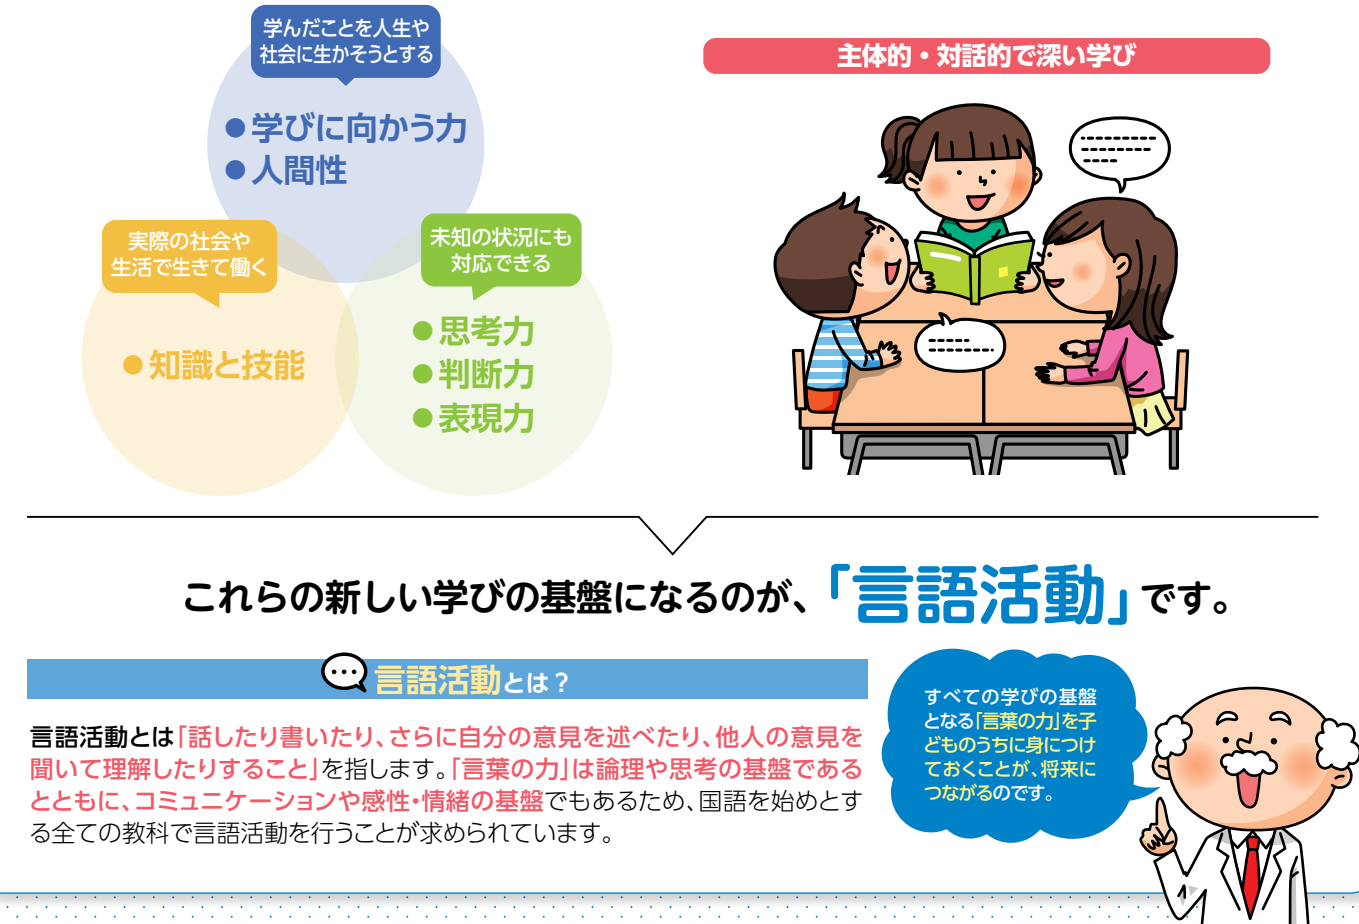 学んだことを人生や
社会に生かそうとする
●学びに向かう力
●人間性
実際の社会や
生活で生きて働く
●知識と技能
未知の状況にも
対応できる
●思考力
●判断力
●表現力
主体的・対話的で深い学び
これらの新しい学びの基盤になるのが、「言語活動」です。
言語活動とは？
言語活動とは「話したり書いたり、さらに自分の意見を述べたり、他人の意見を
聞いて理解したりすること」を指します。「言葉の力」は論理や思考の基盤である
とともに、コミュニケーションや感性・情緒の基盤でもあるため、国語を始めとす
る全ての教科で言語活動を行うことが求められています。
すべての学びの基盤
となる「言葉の力」を子
どものうちに身につけ
ておくことが、将来に
つながるのです。